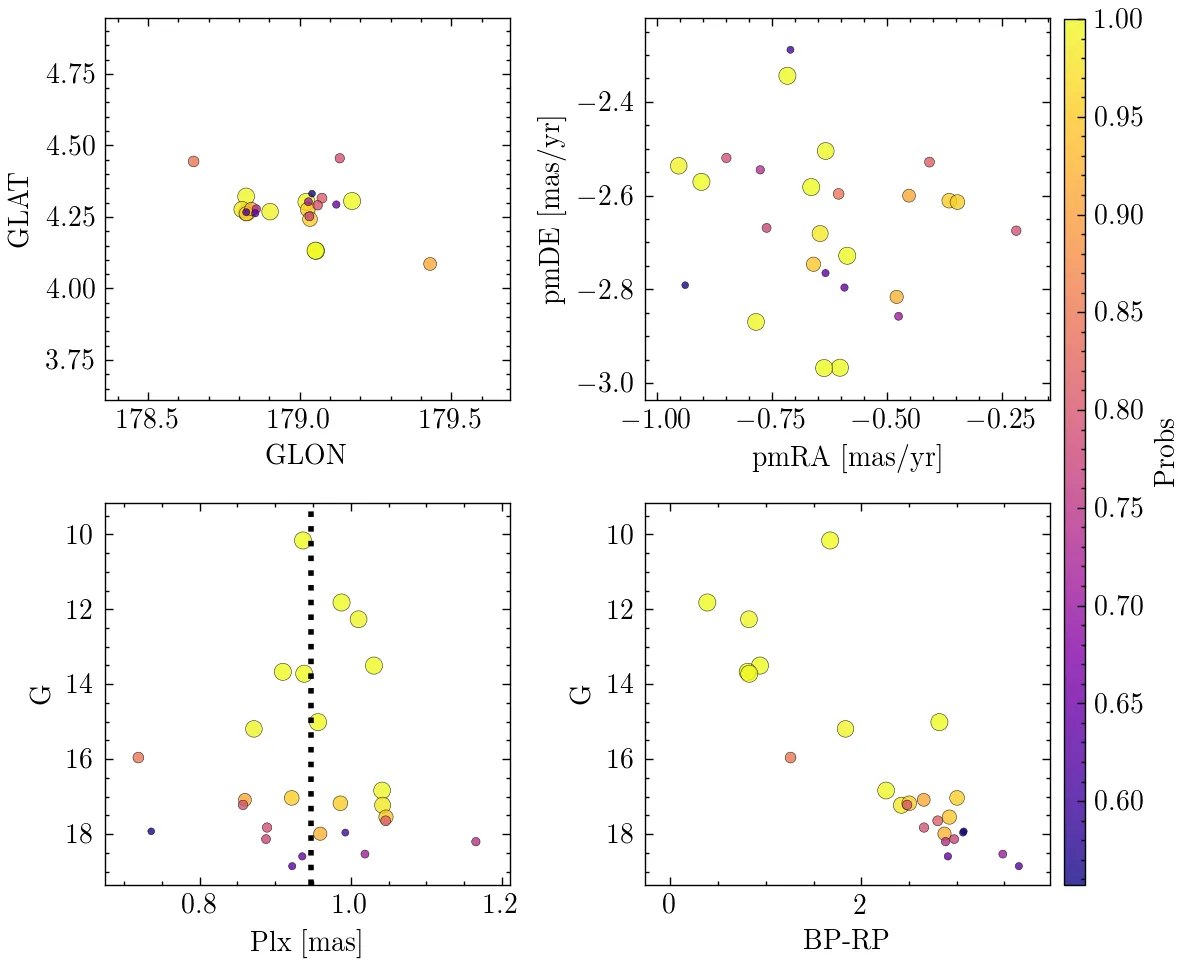 4.75
4.50
4.25
4.00
3.75
GLAT
178.5 179.0 179.5
GLON
−2.4
−2.6
−2.8
−3.0
pmDE [mas/yr]
−1.00 −0.75 −0.50 −0.25
pmRA [mas/yr]
1.00
0.95
0.90
0.85
0.80
0.75
0.70
0.65
0.60
Probs
10
12
14
16
18
G
0.8 1.0 1.2
Plx [mas]
10
12
14
16
18
G
0 2
BP-RP